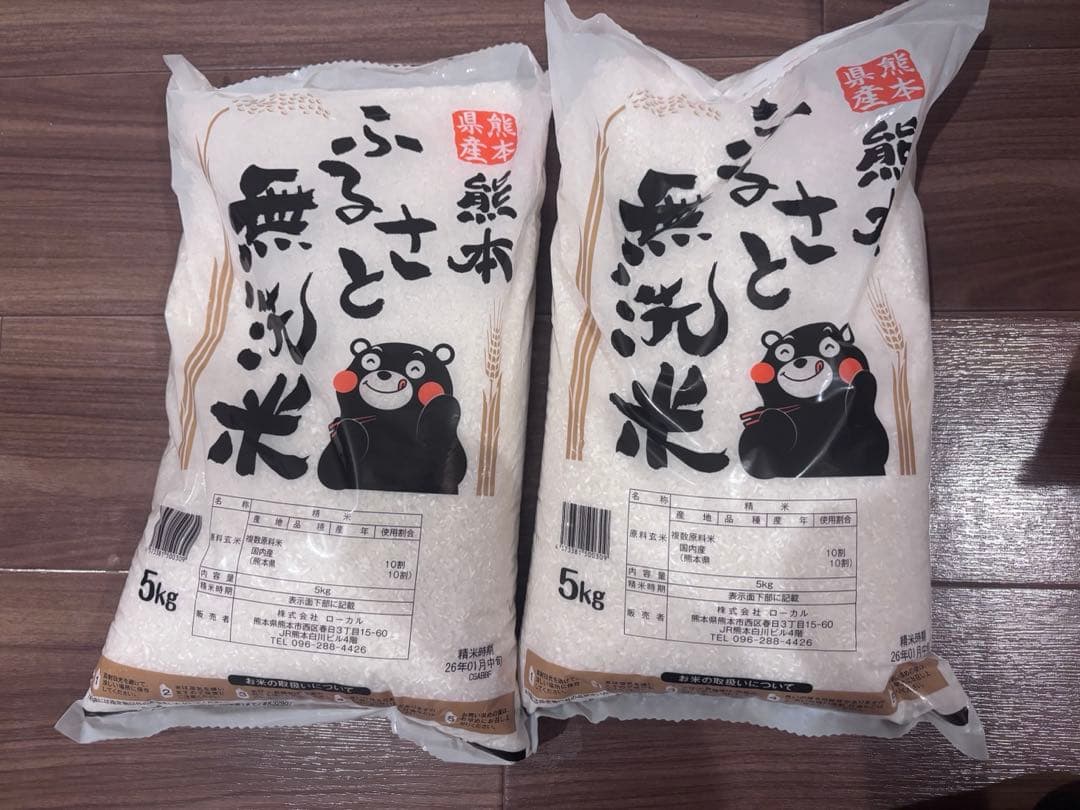 熊本
県産
熊本
ふるさと
無洗米
名称 精米
産地 品種 産年 使用割合
原料玄米 複数原料米
国内産 10割
(熊本県 10割)
内容量 5kg
精米時期 表示面下部に記載
販売者 株式会社 ローカル
熊本県熊本市西区春日3丁目15-60
JR熊本白川ビル4階
TEL 096-288-4426
5kg
精米時期
26年01月中旬
CGABBF
お米の取扱いについて
熊本
県産
熊本
ふるさと
無洗米
名称 精米
産地 品種 産年 使用割合
原料玄米 複数原料米
国内産 10割
(熊本県 10割)
内容量 5kg
精米時期 表示面下部に記載
販売者 株式会社 ローカル
熊本県熊本市西区春日3丁目15-60
JR熊本白川ビル4階
TEL 096-288-4426
5kg
精米時期
26年01月中
お米の取扱いについて